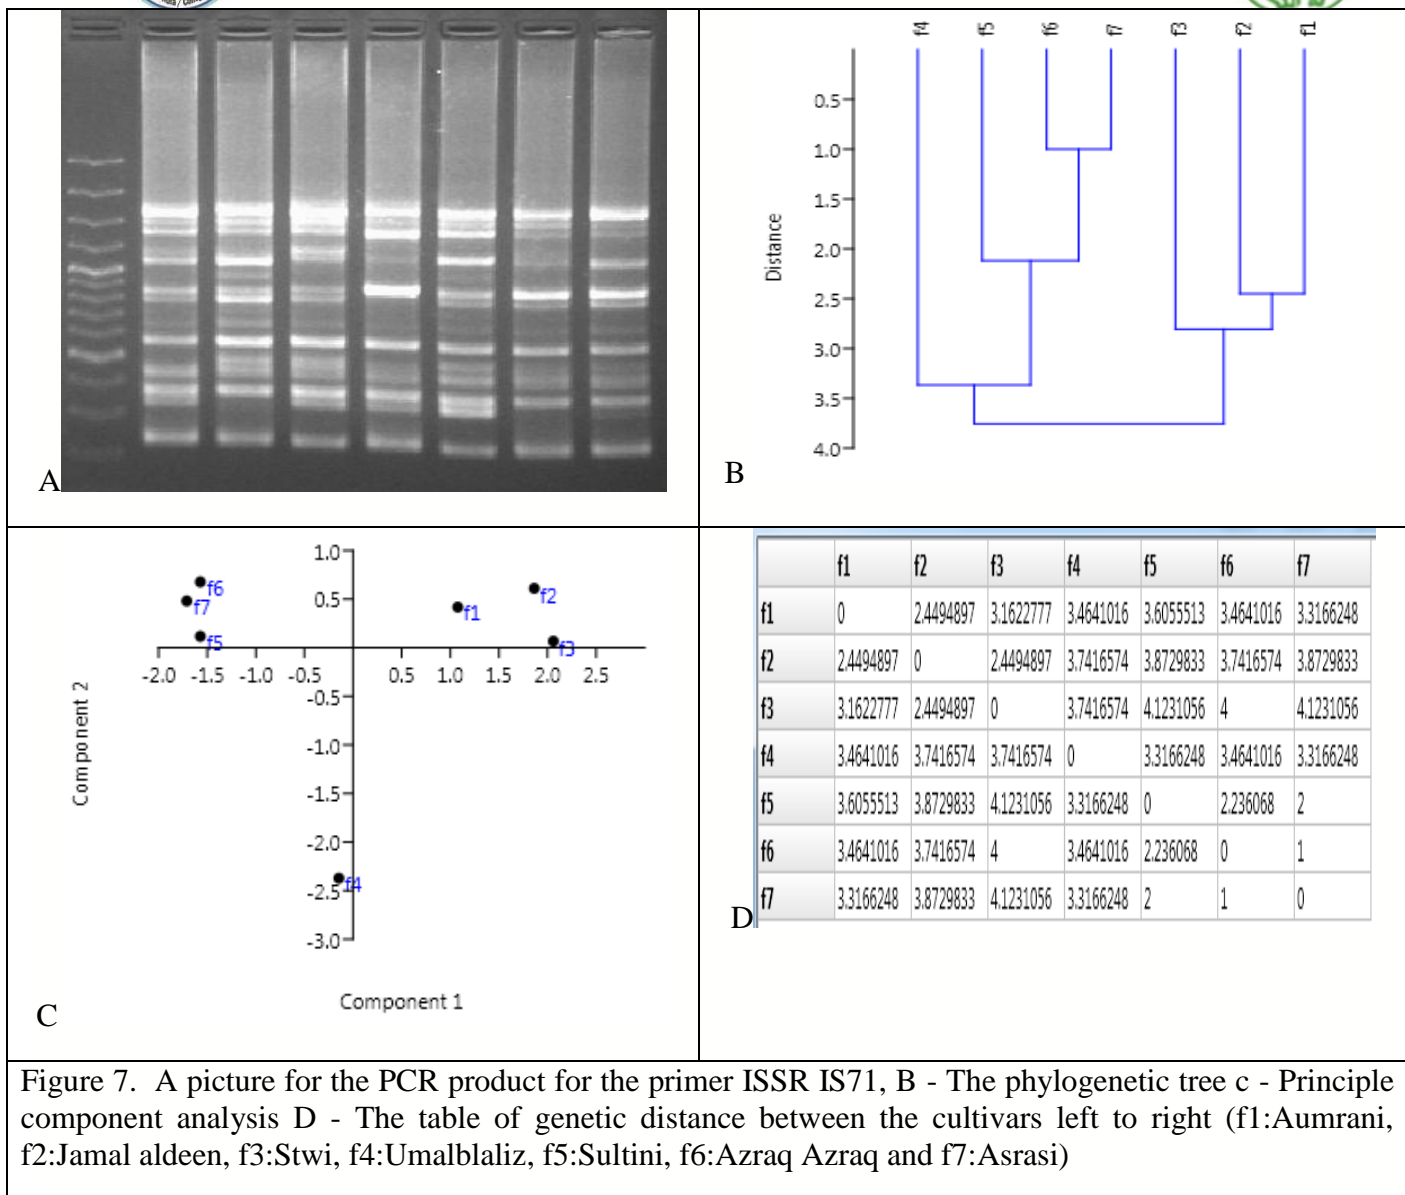 A
f4 f5 f6 f7 f3 f2 f1
0.5
1.0
1.5
2.0
2.5
3.0
3.5
4.0
Distance
B
1.0
0.5
-0.5
-1.0
-1.5
-2.0
-2.5
-3.0
-2.0 -1.5 -1.0 -0.5 0.5 1.0 1.5 2.0 2.5
f6
f7
f5
f1
f2
f3
f4
Component 2
Component 1
C
f1 f2 f3 f4 f5 f6 f7
f1 0 2.4494897 3.1622777 3.4641016 3.6055513 3.4641016 3.3166248
f2 2.4494897 0 2.4494897 3.7416574 3.8729833 3.7416574 3.8729833
f3 3.1622777 2.4494897 0 3.7416574 4.1231056 4 4.1231056
f4 3.4641016 3.7416574 3.7416574 0 3.3166248 3.4641016 3.3166248
f5 3.6055513 3.8729833 4.1231056 3.3166248 0 2.236068 2
f6 3.4641016 3.7416574 4 3.4641016 2.236068 0 1
f7 3.3166248 3.8729833 4.1231056 3.3166248 2 1 0
D
Figure 7. A picture for the PCR product for the primer ISSR IS71, B - The phylogenetic tree c - Principle
component analysis D - The table of genetic distance between the cultivars left to right (f1:Aumrani,
f2:Jamal aldeen, f3:Stwi, f4:Umalblaliz, f5:Sultini, f6:Azraq Azraq and f7:Asrasi)